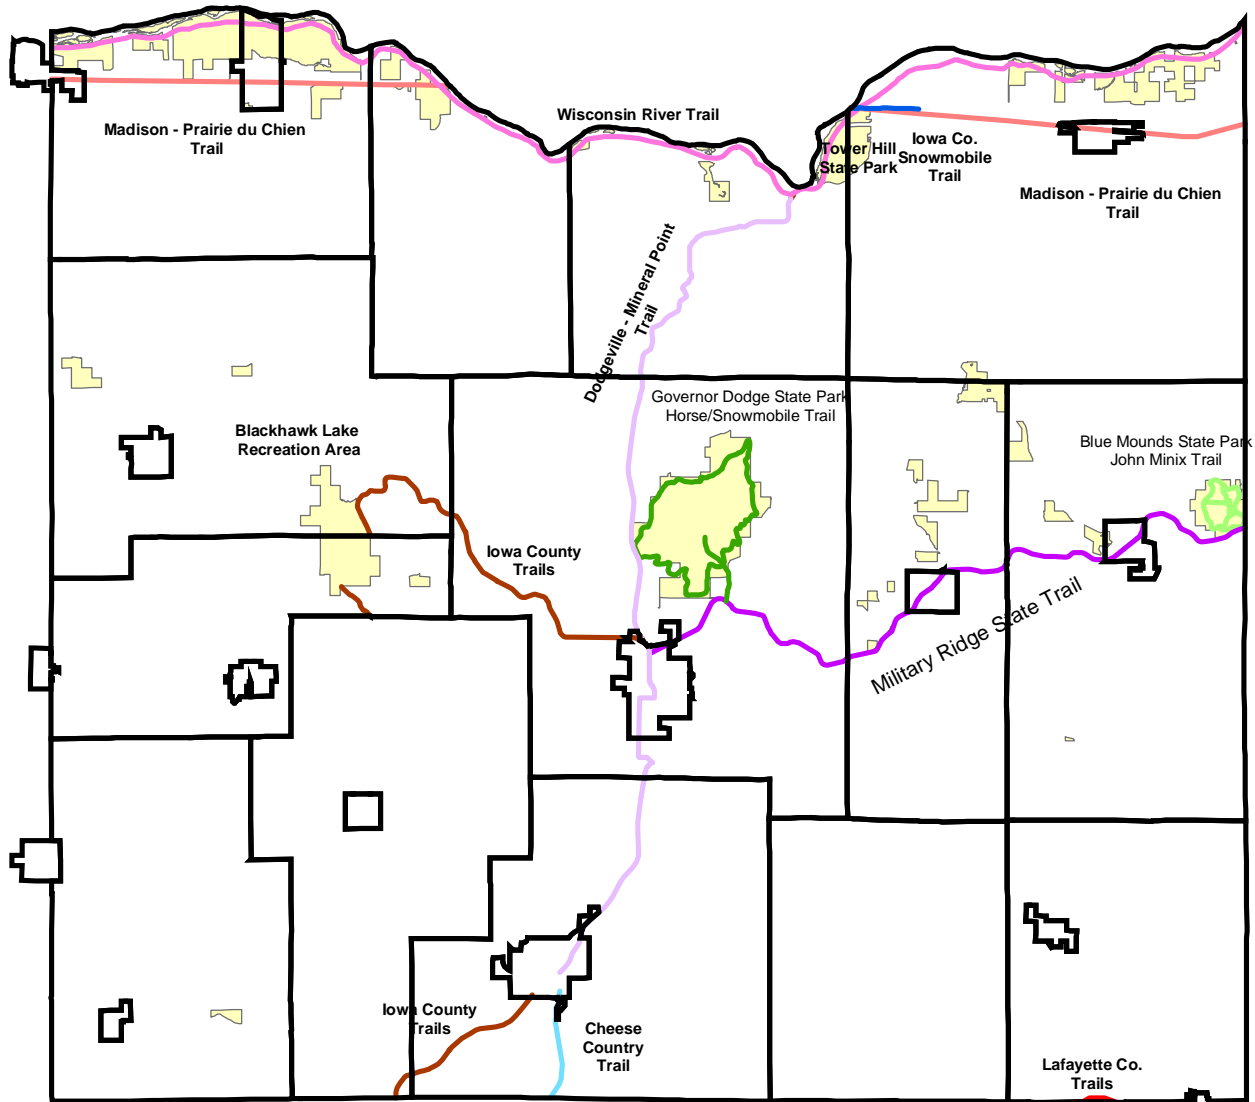 Wisconsin River Trail
Madison - Prairie du Chien
Trail
Tower Hill
State Park
Iowa Co.
Snowmobile
Trail
Madison - Prairie du Chien
Trail
Dodgeville - Mineral Point
Trail
Governor Dodge State Park
Horse/Snowmobile Trail
Blackhawk Lake
Recreation Area
Blue Mounds State Park
John Minix Trail
Iowa County
Trails
Military Ridge State Trail
Iowa County
Trails
Cheese
Country
Trail
Lafayette Co.
Trails